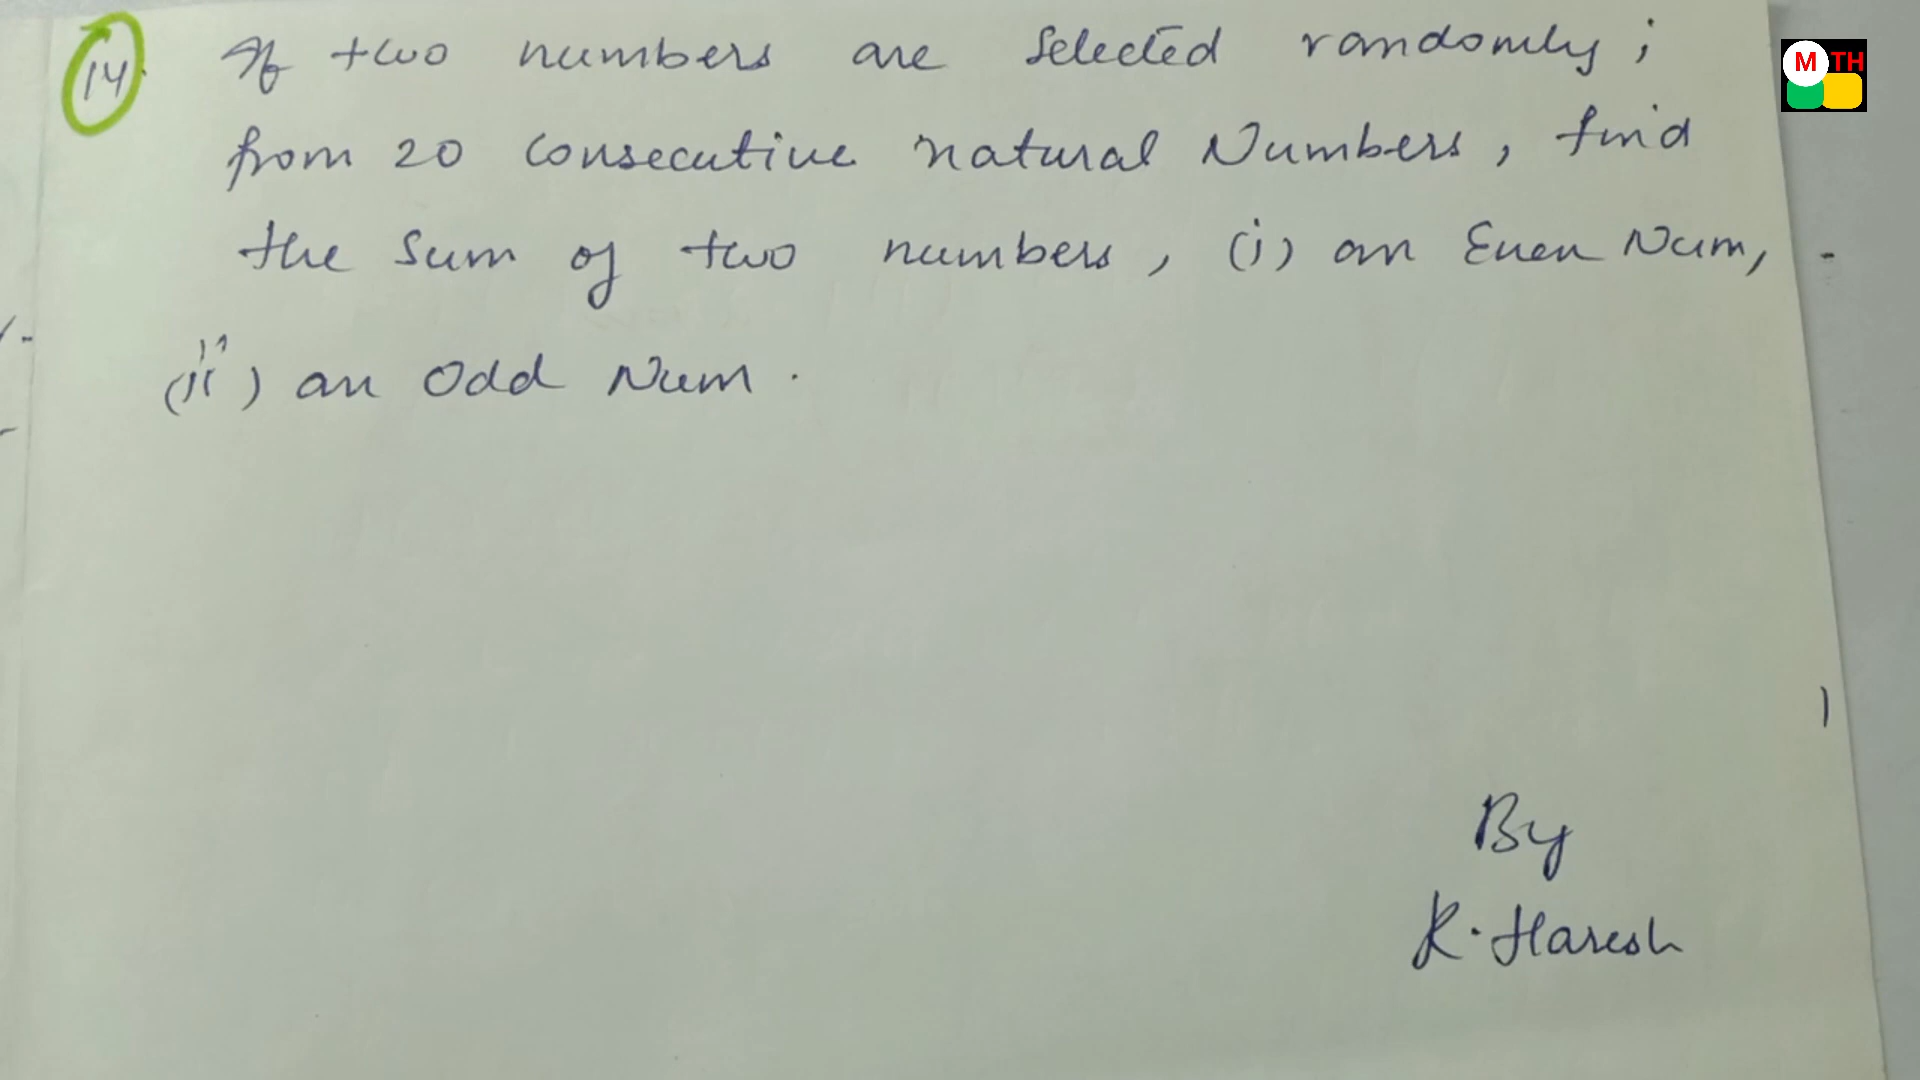 14. If two numbers are selected randomly;
from 20 consecutive natural Numbers, find
the sum of two numbers, (i) an Even Num,
(ii) an Odd Num.
By
K. Haresh
M TH